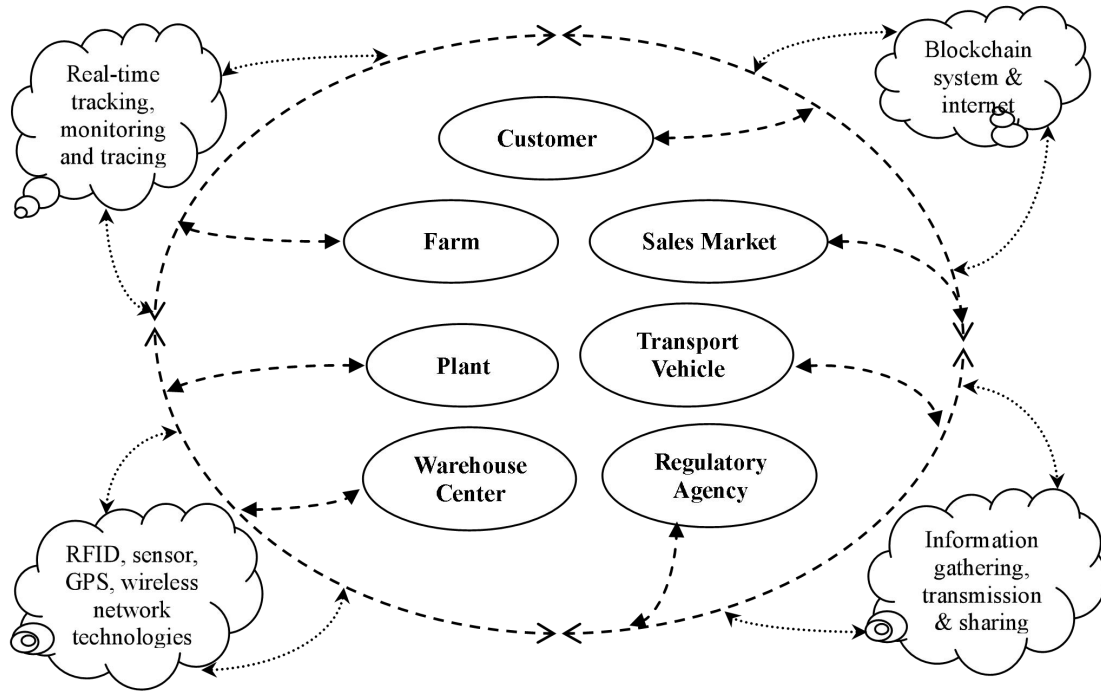 Real-time
tracking,
monitoring
and tracing
Blockchain
system &
internet
Customer
Farm
Sales Market
Plant
Transport
Vehicle
Warehouse
Center
Regulatory
Agency
RFID, sensor,
GPS, wireless
network
technologies
Information
gathering,
transmission
& sharing